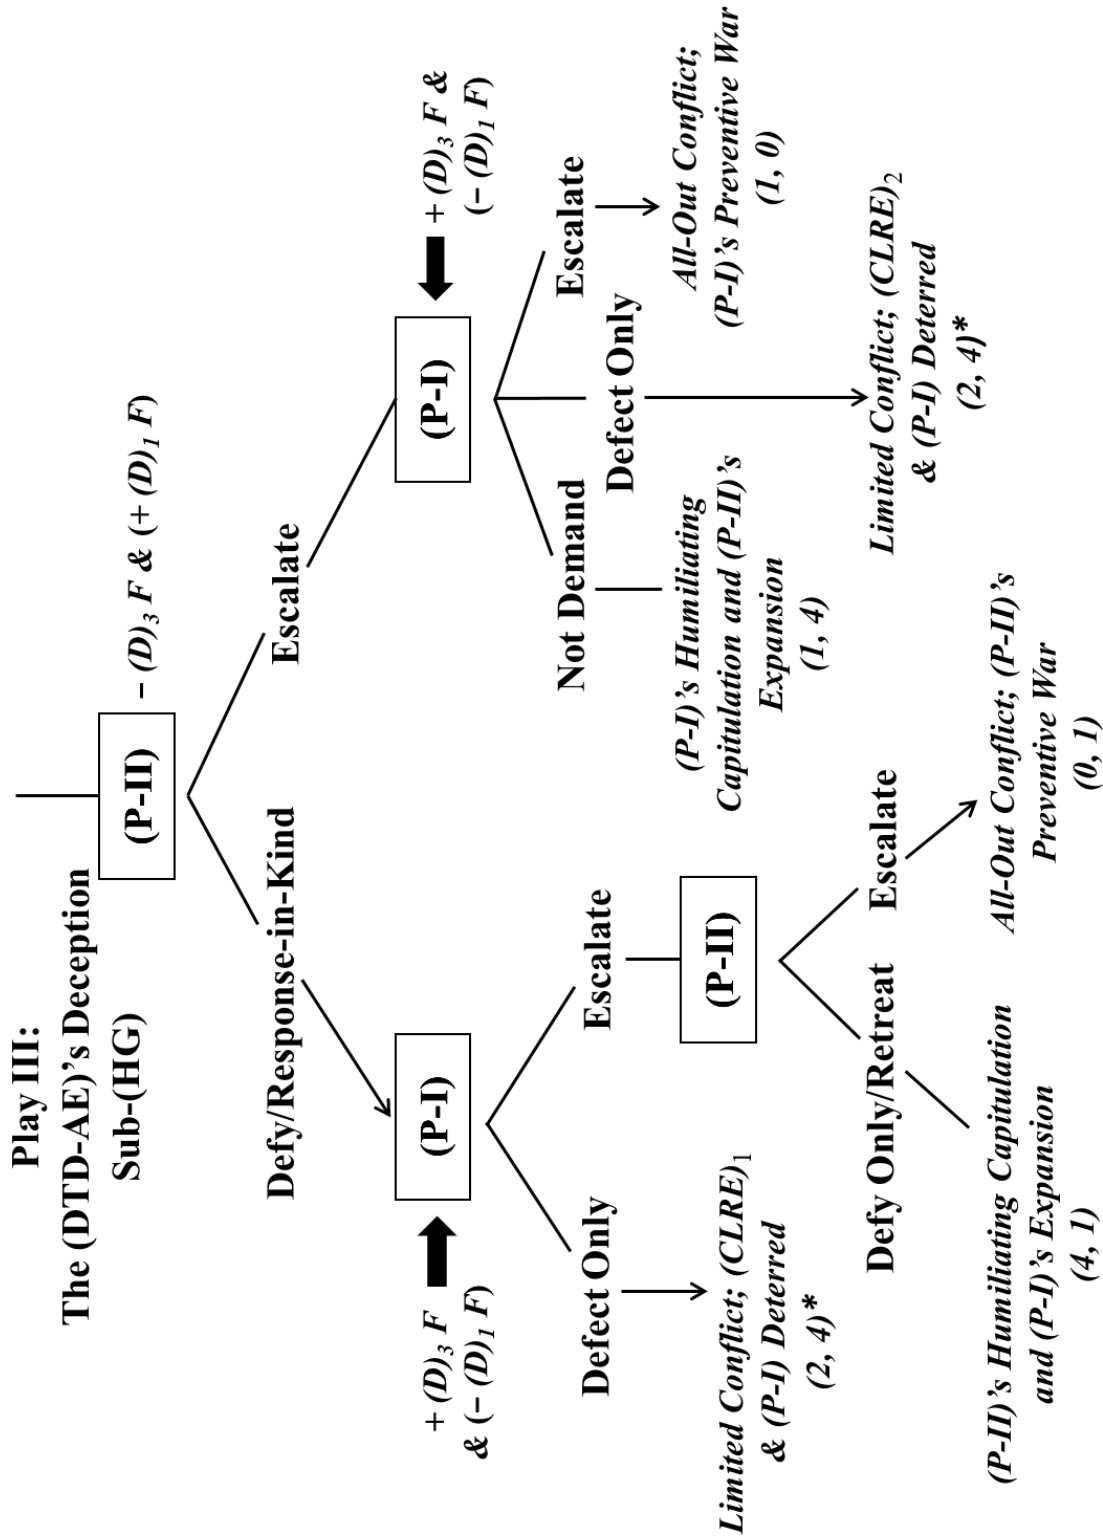 Play III:
The (DTD-AE)'s Deception
Sub-(HG)
(P-II)
− (D)3 F & (+ (D)1 F)
Defy/Response-in-Kind
Escalate
+ (D)3 F
& (− (D)1 F)
(P-I)
(P-I)
+ (D)3 F &
(− (D)1 F)
Defect Only
Escalate
Not Demand
Defect Only
Escalate
Limited Conflict; (CLRE)1
& (P-I) Deterred
(2, 4)*
(P-II)
(P-I)'s Humiliating
Capitulation and (P-II)'s
Expansion
(1, 4)
All-Out Conflict;
(P-I)'s Preventive War
(1, 0)
Defy Only/Retreat
Escalate
Limited Conflict; (CLRE)2
& (P-I) Deterred
(2, 4)*
(P-II)'s Humiliating Capitulation
and (P-I)'s Expansion
(4, 1)
All-Out Conflict; (P-II)'s
Preventive War
(0, 1)